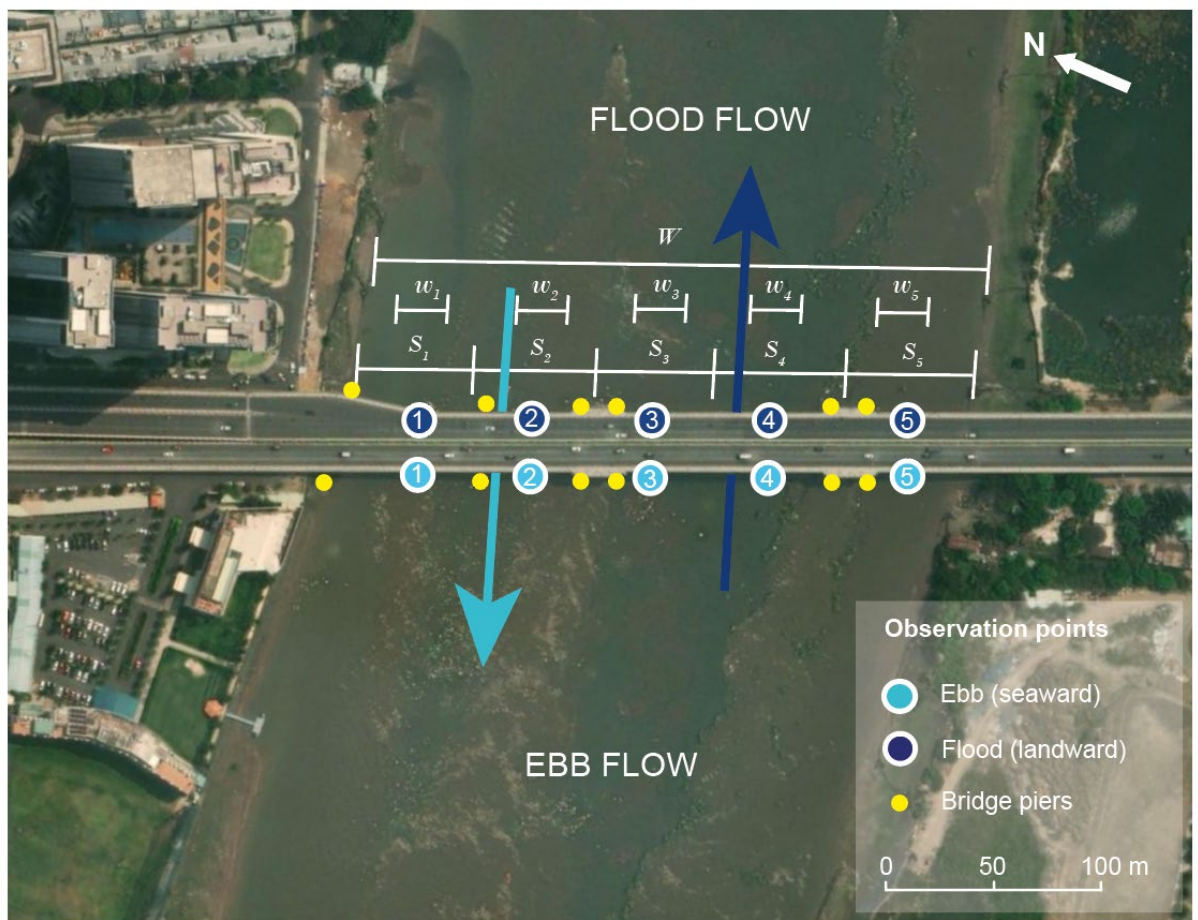 N
FLOOD FLOW
W
w1 w2 w3 w4 w5
S1 S2 S3 S4 S5
1 2 3 4 5
1 2 3 4 5
EBB FLOW
Observation points
Ebb (seaward)
Flood (landward)
Bridge piers
0 50 100 m